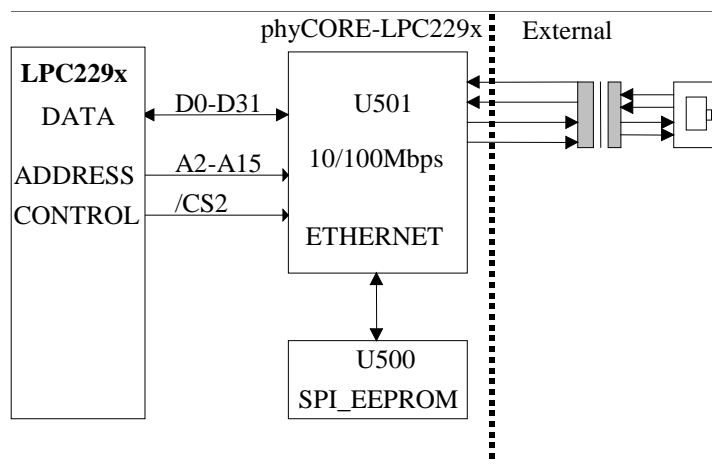 phyCORE-LPC229x
External
LPC229x
DATA
D0-D31
U501
10/100Mbps
ADDRESS
A2-A15
CONTROL
/CS2
ETHERNET
U500
SPI_EEPROM